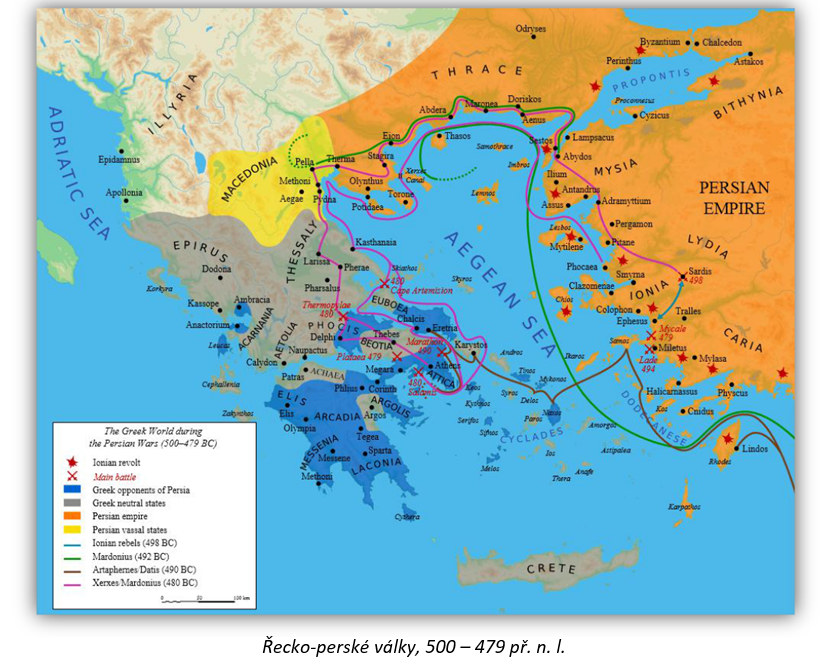 Odryses
Byzantium
Chalcedon
Perinthus
Astakos
THRACE
PROPONTIS
Proconnesus
BITHYNIA
Cyzicus
ILLYRIA
ADRIATIC SEA
Epidamnus
Apollonia
MACEDONIA
Pella
Therma
Methoni
Aegae
Pydna
Abdera
Maronea
Doriskos
Aenus
Eion
Stagira
Thasos
Samothrace
Xerxes
Canal
Olynthus
Potidaea
Torone
Imbros
Lemnos
Sestos
Lampsacus
Abydos
MYSIA
Ilium
Antandrus
Assus
Adramyttium
PERSIAN
EMPIRE
Pergamon
Lesbos
Mytilene
Pitane
LYDIA
Phocaea
Smyrna
Sardis
498
Clazomenae
IONIA
Chios
Colophon
Ephesus
Tralles
Mycale
479
CARIA
Samos
Miletus
Lade
494
Mylasa
Ikaros
Halicarnassus
Physcus
Kos
Cnidus
DODECANESE
Rhodes
Lindos
Karpathos
EPIRUS
Dodona
Korkyra
Kassope
Ambracia
Anactorium
Leucas
ACARNANIA
AETOLIA
THESSALY
Larissa
Kasthanaia
Pherae
Pharsalus
Skiathos
Skyros
480
Cape Artemision
Thermopylae
480
EUBOEA
PHOCIS
Delphi
Chalcis
Eretria
Thebes
BEOTIA
Marathon
490
Karystos
Plataea 479
Naupactus
Calydon
Patras
ACHAEA
Megara
Athens
ATTICA
480
Salamis
Corinth
Phlius
Cephallenia
Zakynthos
ELIS
Elis
ARCADIA
ARGOLIS
Argos
Olympia
Tegea
MESSENIA
Messene
Sparta
LACONIA
Methoni
Cythera
AEGEAN SEA
Andros
Tinos
Mykonos
Keos
Kythnos
Syros
Delos
Naxos
Serifos
Sifnos
CYCLADES
Amorgos
Ios
Astipalea
Melos
Thera
Anafe
CRETE
The Greek World during
the Persian Wars (500–479 BC)
Ionian revolt
Main battle
Greek opponents of Persia
Greek neutral states
Persian empire
Persian vassal states
Ionian rebels (498 BC)
Mardonius (492 BC)
Artaphernes/Datis (490 BC)
Xerxes/Mardonius (480 BC)
0 50 100 km
Řecko-perské války, 500 – 479 př. n. l.